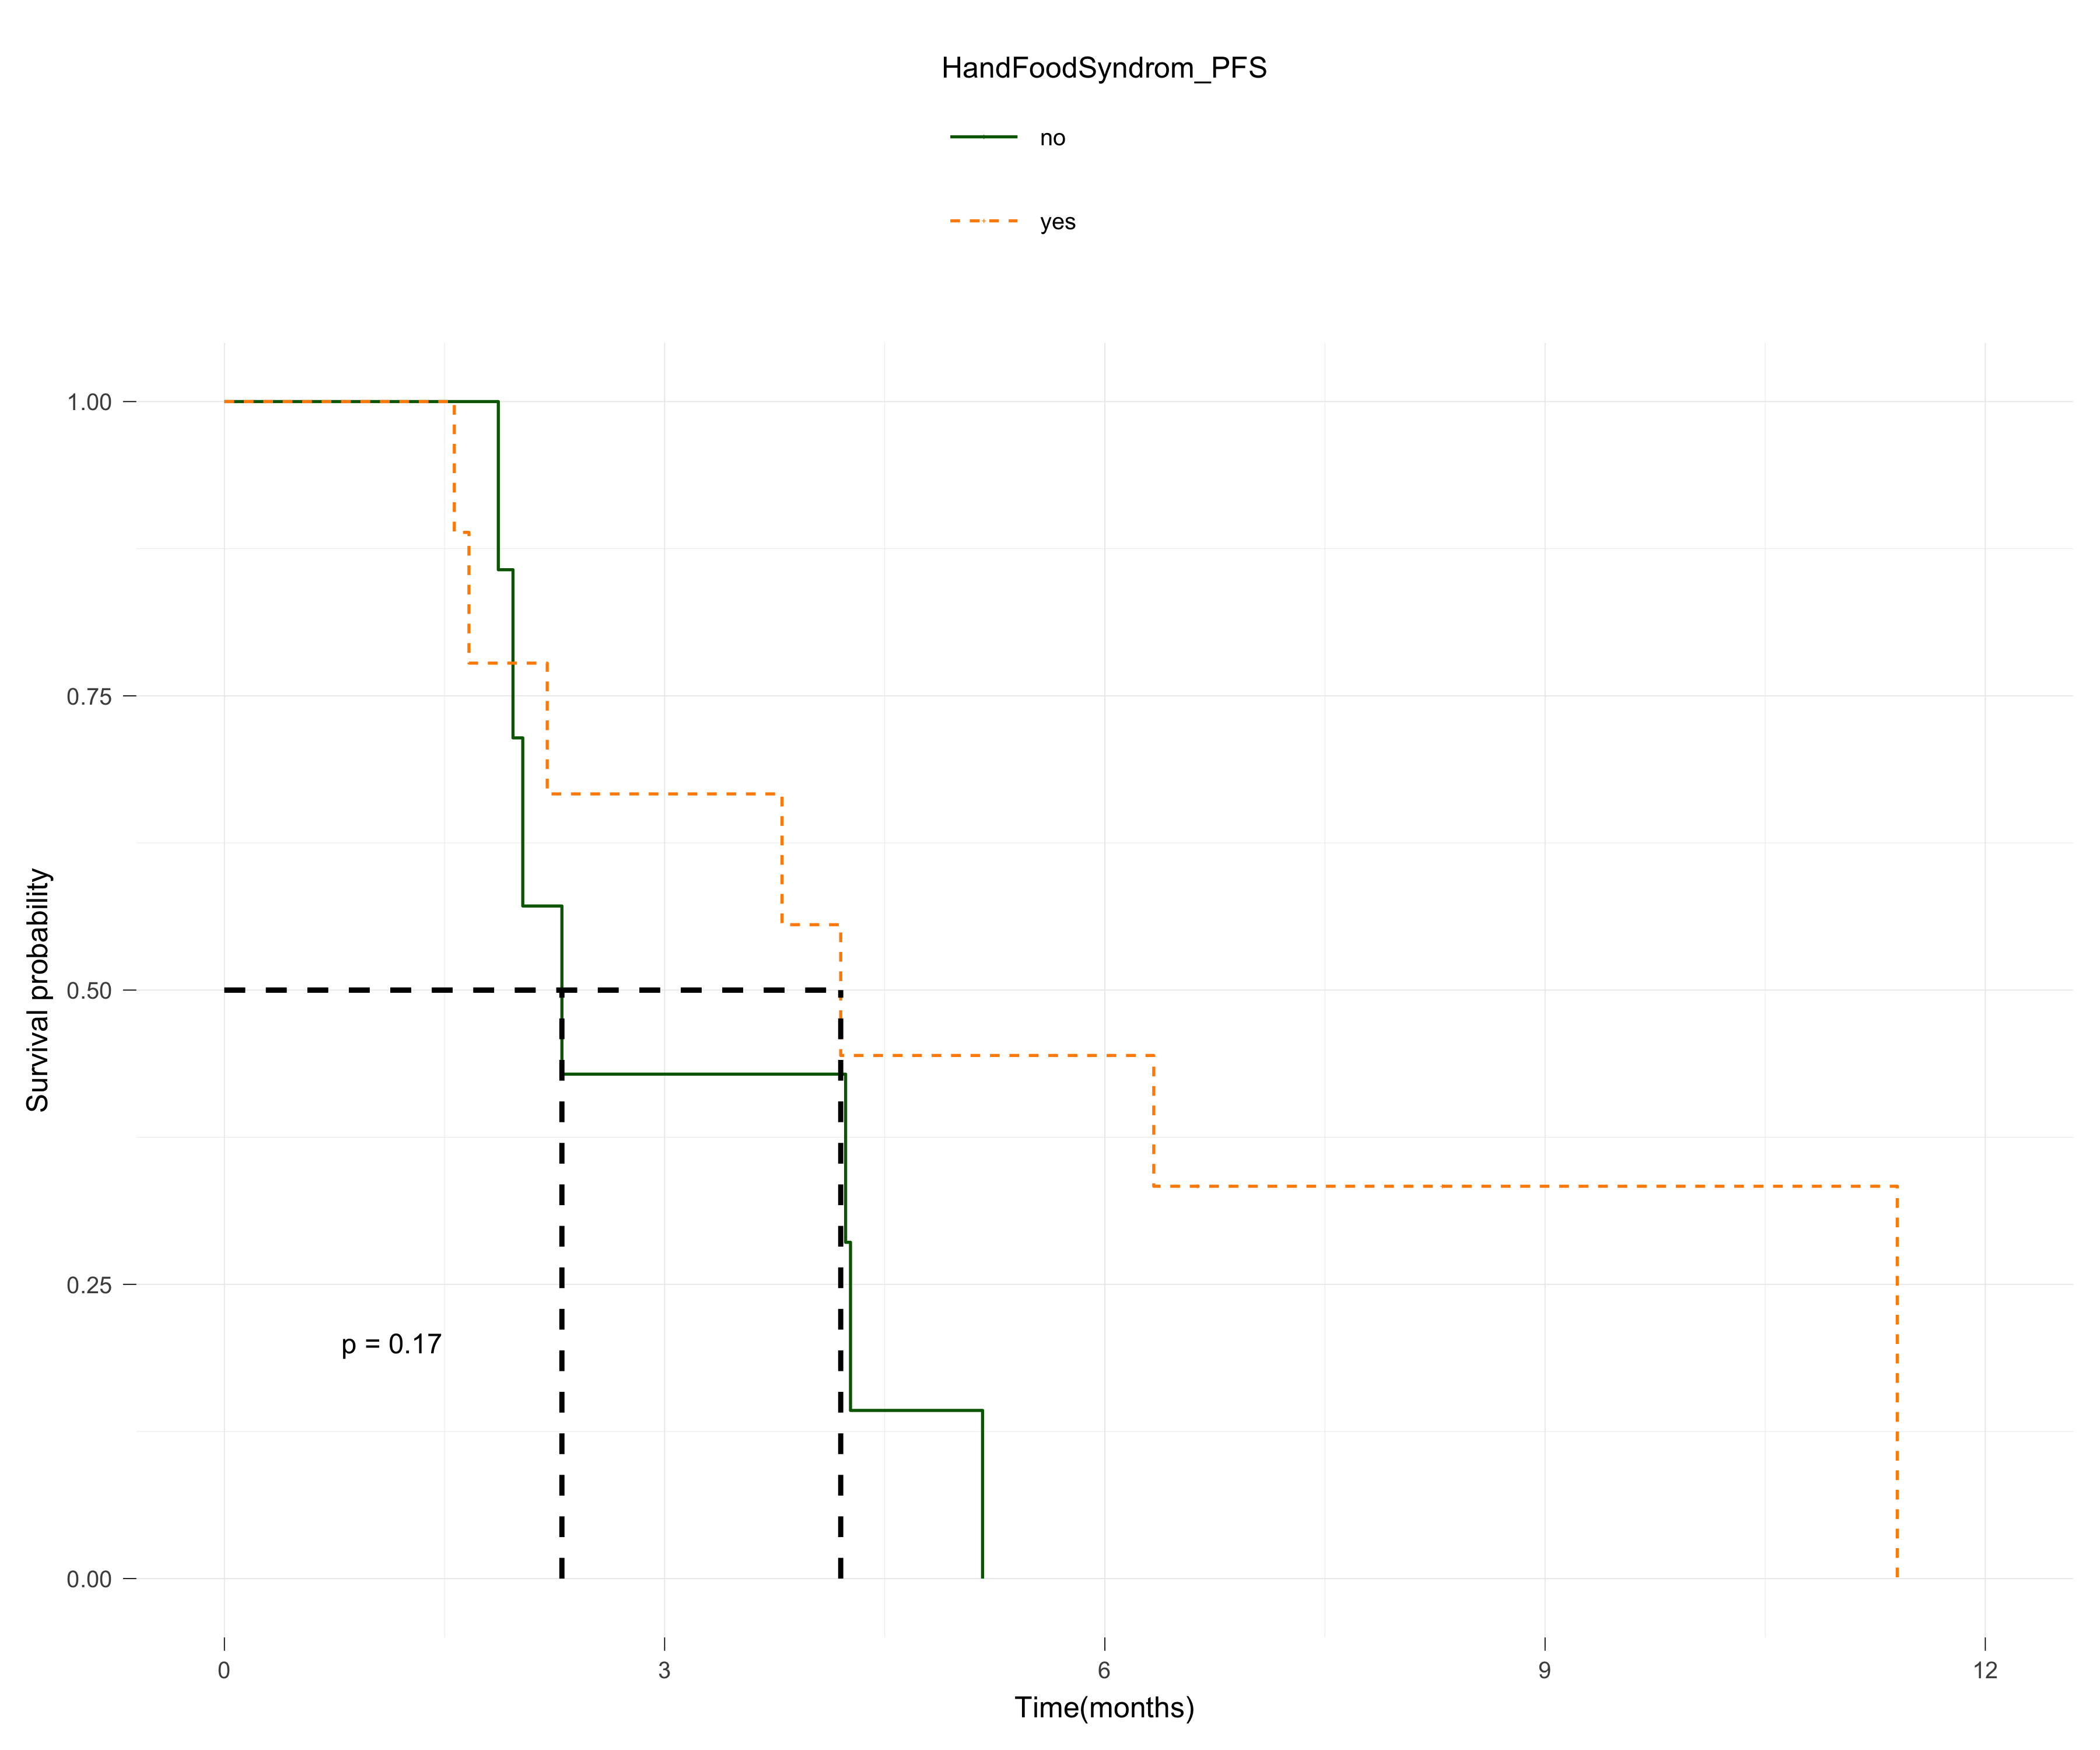 HandFoodSyndrom_PFS
no
yes
1.00
0.75
0.50
0.25
0.00
Survival probability
p = 0.17
0 3 6 9 12
Time(months)